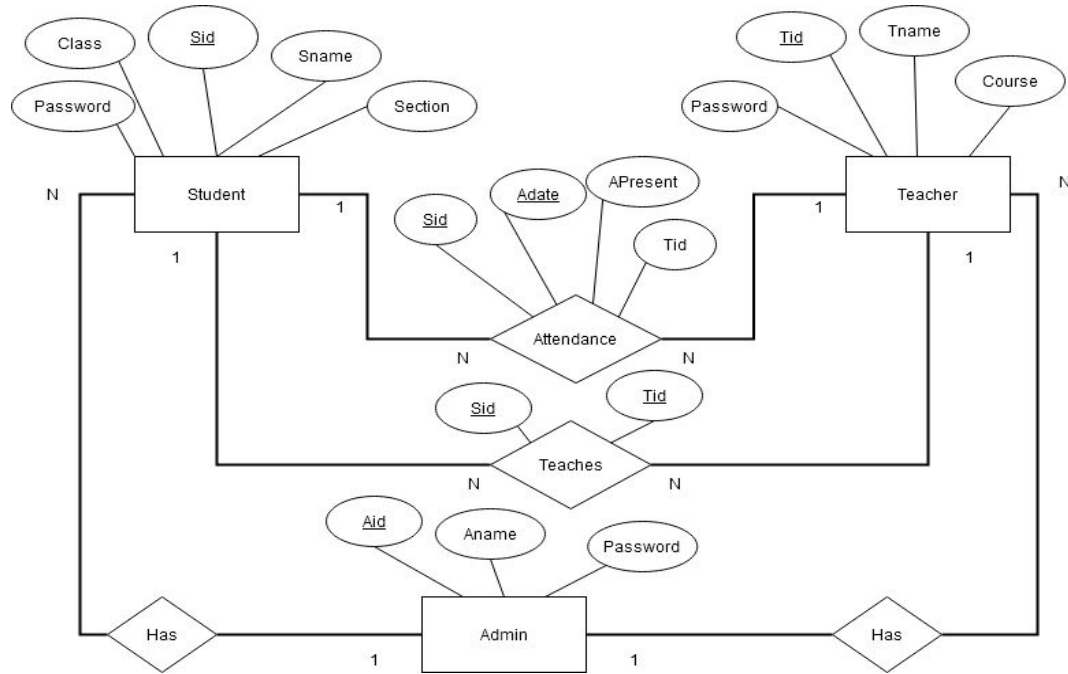 Sid
Class
Sname
Password
Section
Tid
Tname
Course
Password
N
Student
1
1
Sid
Adate
APresent
Tid
1
Teacher
N
1
Attendance
N
N
Sid
Tid
Teaches
N
N
Aid
Aname
Password
Has
1
Admin
1
Has